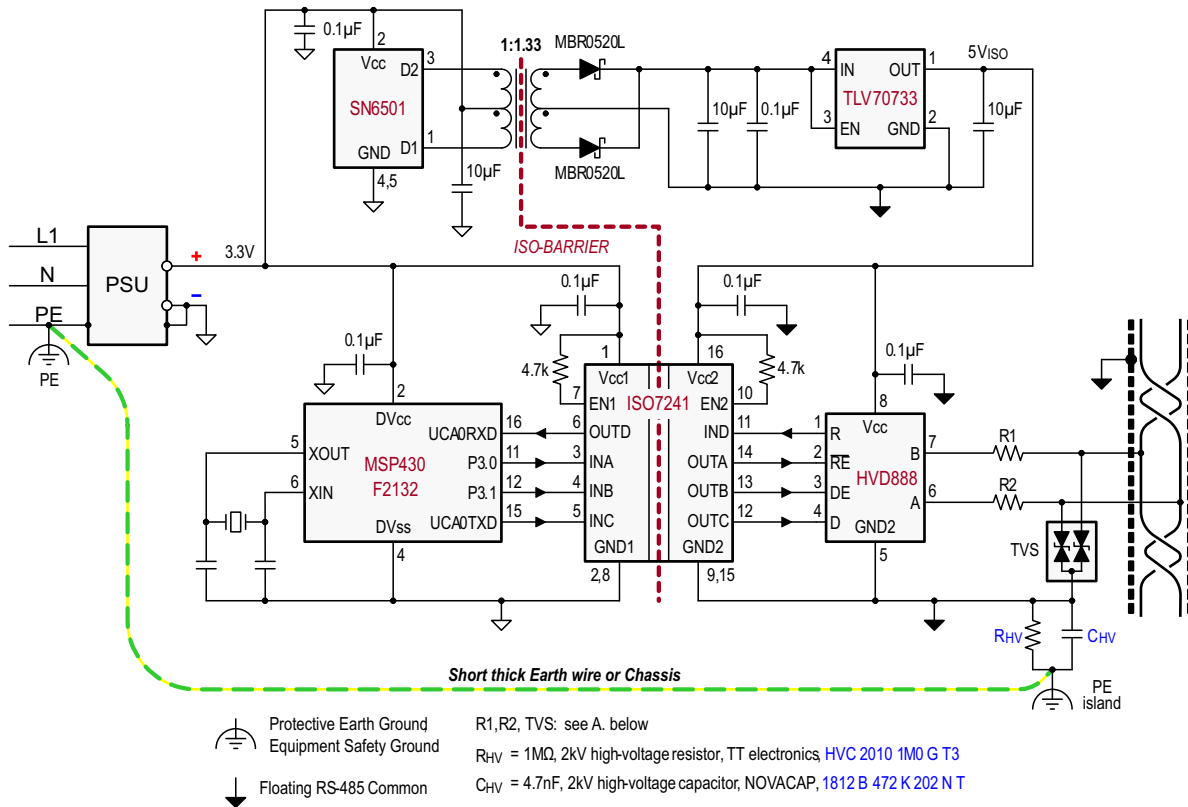 0.1µF
2
Vcc
D2
3
SN6501
D1
1
GND
4,5
10µF
1:1.33
MBR0520L
MBR0520L
10µF
0.1µF
4
IN
OUT
1
TLV70733
3
EN
GND
2
5VISO
10µF
ISO-BARRIER
L1
N
PE
PSU
+
–
3.3V
PE
0.1µF
0.1µF
4.7k
0.1µF
4.7k
0.1µF
2
DVcc
5
XOUT
6
XIN
MSP430
F2132
UCA0RXD
16
P3.0
11
P3.1
12
UCA0TXD
15
DVss
4
1
Vcc1
7
EN1
6
OUTD
3
INA
4
INB
5
INC
GND1
2,8
ISO7241
16
Vcc2
EN2
10
IND
11
OUTA
14
OUTB
13
OUTC
12
GND2
9,15
8
Vcc
1
R
2
RE
3
DE
4
D
HVD888
B
7
A
6
GND2
5
R1
R2
TVS
RHV
CHV
PE
island
Short thick Earth wire or Chassis
Protective Earth Ground,
Equipment Safety Ground
Floating RS-485 Common
R1,R2, TVS: see A. below
RHV = 1MΩ, 2kV high-voltage resistor, TT electronics, HVC 2010 1M0 G T3
CHV = 4.7nF, 2kV high-voltage capacitor, NOVACAP, 1812 B 472 K 202 N T